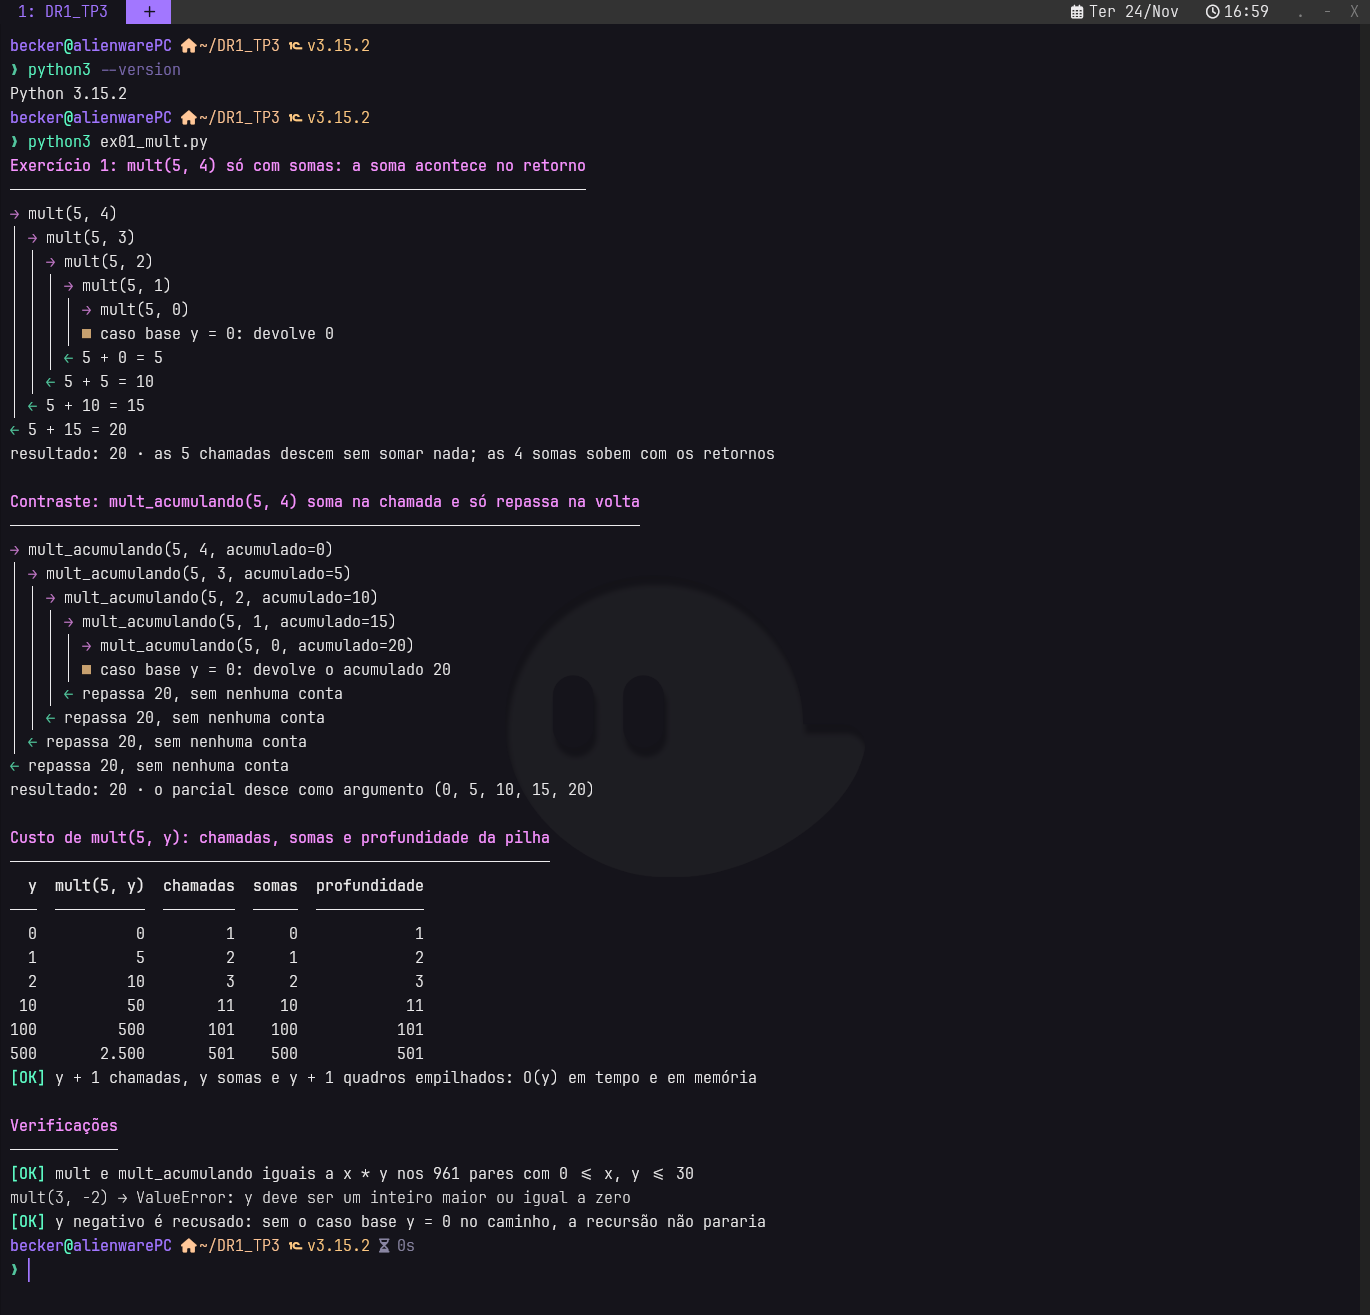 1: DR1_TP3 + Ter 24/Nov 16:59 . - X
becker@alienwarePC ~/DR1_TP3 v3.15.2
❯ python3 --version
Python 3.15.2
becker@alienwarePC ~/DR1_TP3 v3.15.2
❯ python3 ex01_mult.py
Exercício 1: mult(5, 4) só com somas: a soma acontece no retorno
→ mult(5, 4)
│ → mult(5, 3)
│ │ → mult(5, 2)
│ │ │ → mult(5, 1)
│ │ │ │ → mult(5, 0)
│ │ │ │ ■ caso base y = 0: devolve 0
│ │ │ ← 5 + 0 = 5
│ │ ← 5 + 5 = 10
│ ← 5 + 10 = 15
← 5 + 15 = 20
resultado: 20 · as 5 chamadas descem sem somar nada; as 4 somas sobem com os retornos
Contraste: mult_acumulando(5, 4) soma na chamada e só repassa na volta
→ mult_acumulando(5, 4, acumulado=0)
│ → mult_acumulando(5, 3, acumulado=5)
│ │ → mult_acumulando(5, 2, acumulado=10)
│ │ │ → mult_acumulando(5, 1, acumulado=15)
│ │ │ │ → mult_acumulando(5, 0, acumulado=20)
│ │ │ │ ■ caso base y = 0: devolve o acumulado 20
│ │ │ ← repassa 20, sem nenhuma conta
│ │ ← repassa 20, sem nenhuma conta
│ ← repassa 20, sem nenhuma conta
← repassa 20, sem nenhuma conta
resultado: 20 · o parcial desce como argumento (0, 5, 10, 15, 20)
Custo de mult(5, y): chamadas, somas e profundidade da pilha
y mult(5, y) chamadas somas profundidade
0 0 1 0 1
1 5 2 1 2
2 10 3 2 3
10 50 11 10 11
100 500 101 100 101
500 2.500 501 500 501
[OK] y + 1 chamadas, y somas e y + 1 quadros empilhados: O(y) em tempo e em memória
Verificações
[OK] mult e mult_acumulando iguais a x * y nos 961 pares com 0 ≤ x, y ≤ 30
mult(3, -2) → ValueError: y deve ser um inteiro maior ou igual a zero
[OK] y negativo é recusado: sem o caso base y = 0 no caminho, a recursão não pararia
becker@alienwarePC ~/DR1_TP3 v3.15.2 0s
❯